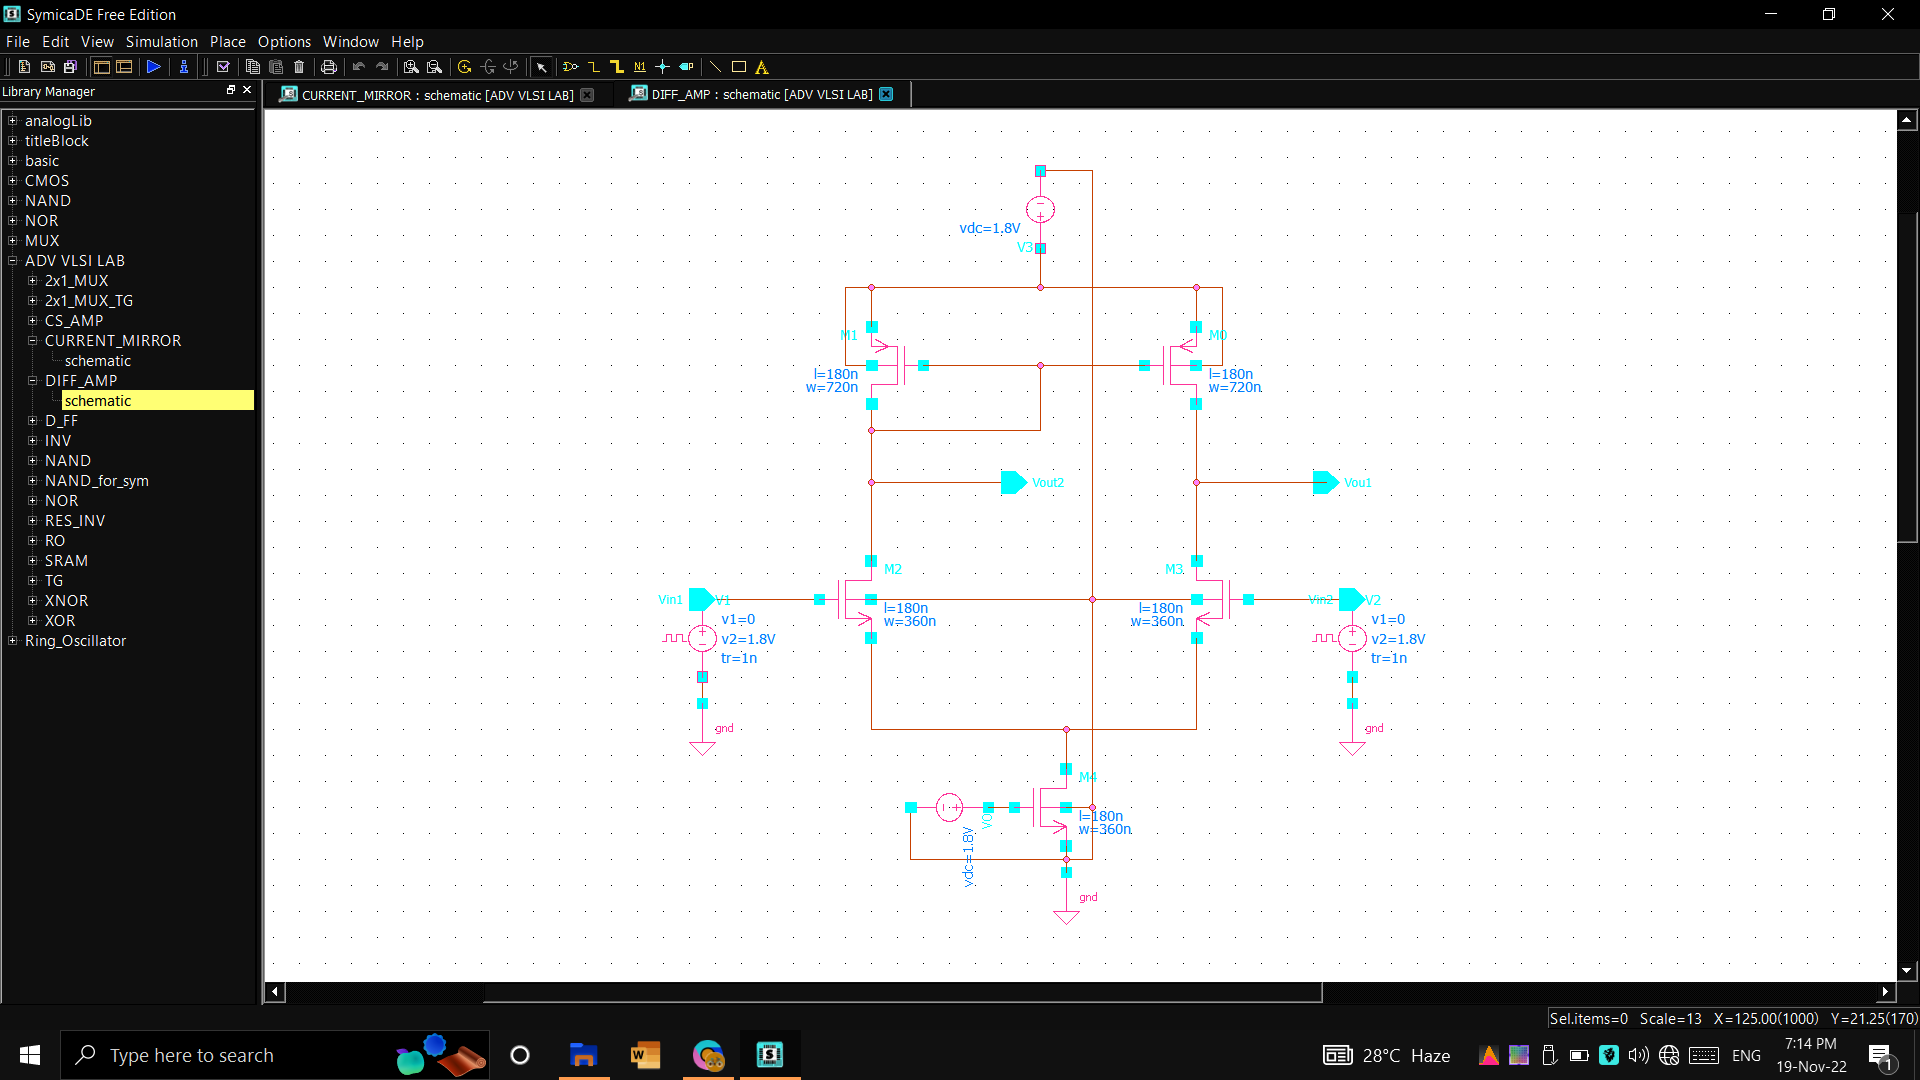 SymicaDE Free Edition
File Edit View Simulation Place Options Window Help
N1
Library Manager
CURRENT_MIRROR : schematic [ADV VLSI LAB]
DIFF_AMP : schematic [ADV VLSI LAB]
analogLib
titleBlock
basic
CMOS
NAND
NOR
MUX
ADV VLSI LAB
2x1_MUX
2x1_MUX_TG
CS_AMP
CURRENT_MIRROR
schematic
DIFF_AMP
schematic
D_FF
INV
NAND
NAND_for_sym
NOR
RES_INV
RO
SRAM
TG
XNOR
XOR
Ring_Oscillator
vdc=1.8V
V3
M1
l=180n
w=720n
M0
l=180n
w=720n
Vout2
Vou1
M2
l=180n
w=360n
M3
l=180n
w=360n
Vin1
V1
v1=0
v2=1.8V
tr=1n
gnd
Vin2
V2
v1=0
v2=1.8V
tr=1n
gnd
M4
l=180n
w=360n
V0
vdc=1.8V
gnd
Sel.items=0 Scale=13 X=125.00(1000) Y=21.25(170)
Type here to search
28°C Haze
ENG
7:14 PM
19-Nov-22
1